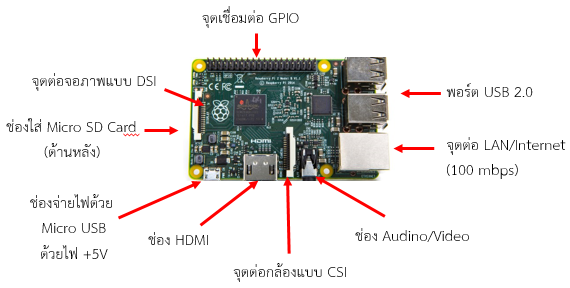 จุดเชื่อมต่อ GPIO
จุดต่อจอภาพแบบ DSI
ช่องใส่ Micro SD Card
(ด้านหลัง)
พอร์ต USB 2.0
จุดต่อ LAN/Internet
(100 mbps)
HDMI
ช่องจ่ายไฟด้วย
Micro USB
ด้วยไฟ +5V
ช่อง HDMI
จุดต่อกล้องแบบ CSI
ช่อง Audino/Video